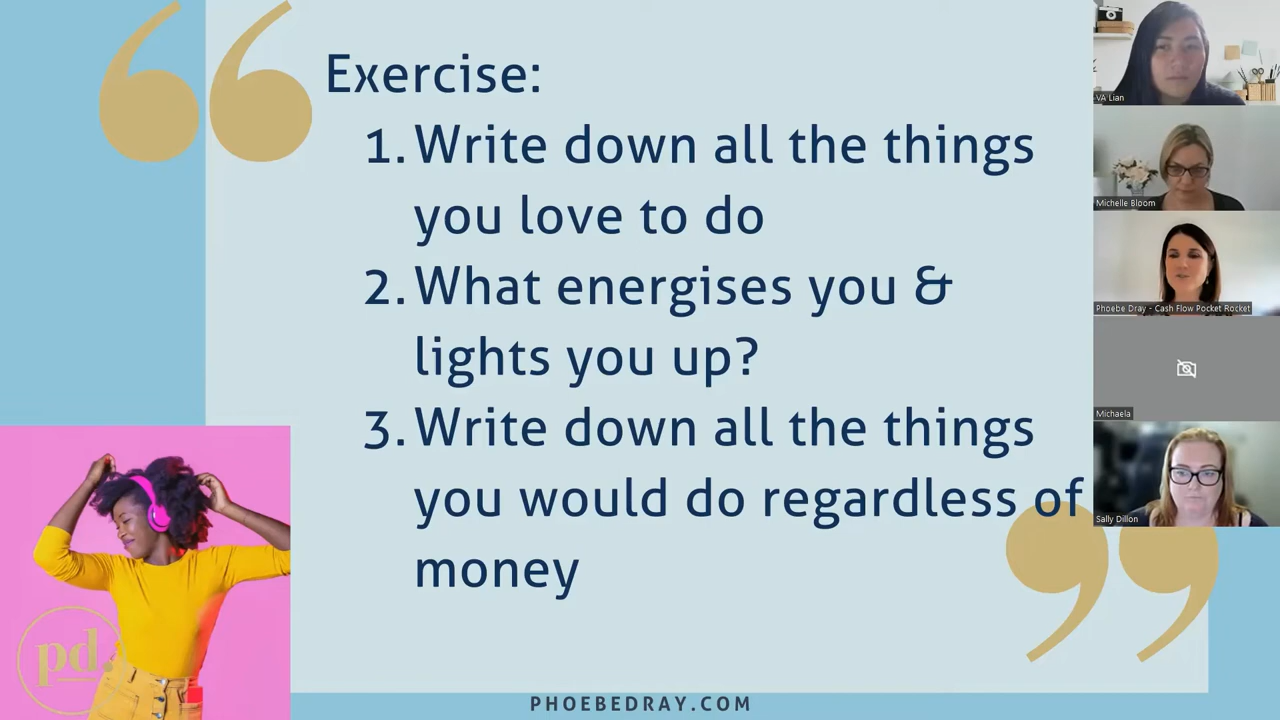 Exercise:
1. Write down all the things
you love to do
2. What energises you &
lights you up?
3. Write down all the things
you would do regardless of
money
pd.
PHOEBEDRAY.COM
VA Lian
Michelle Bloom
Phoebe Dray - Cash Flow Pocket Rocket
Michaela
Sally Dillon